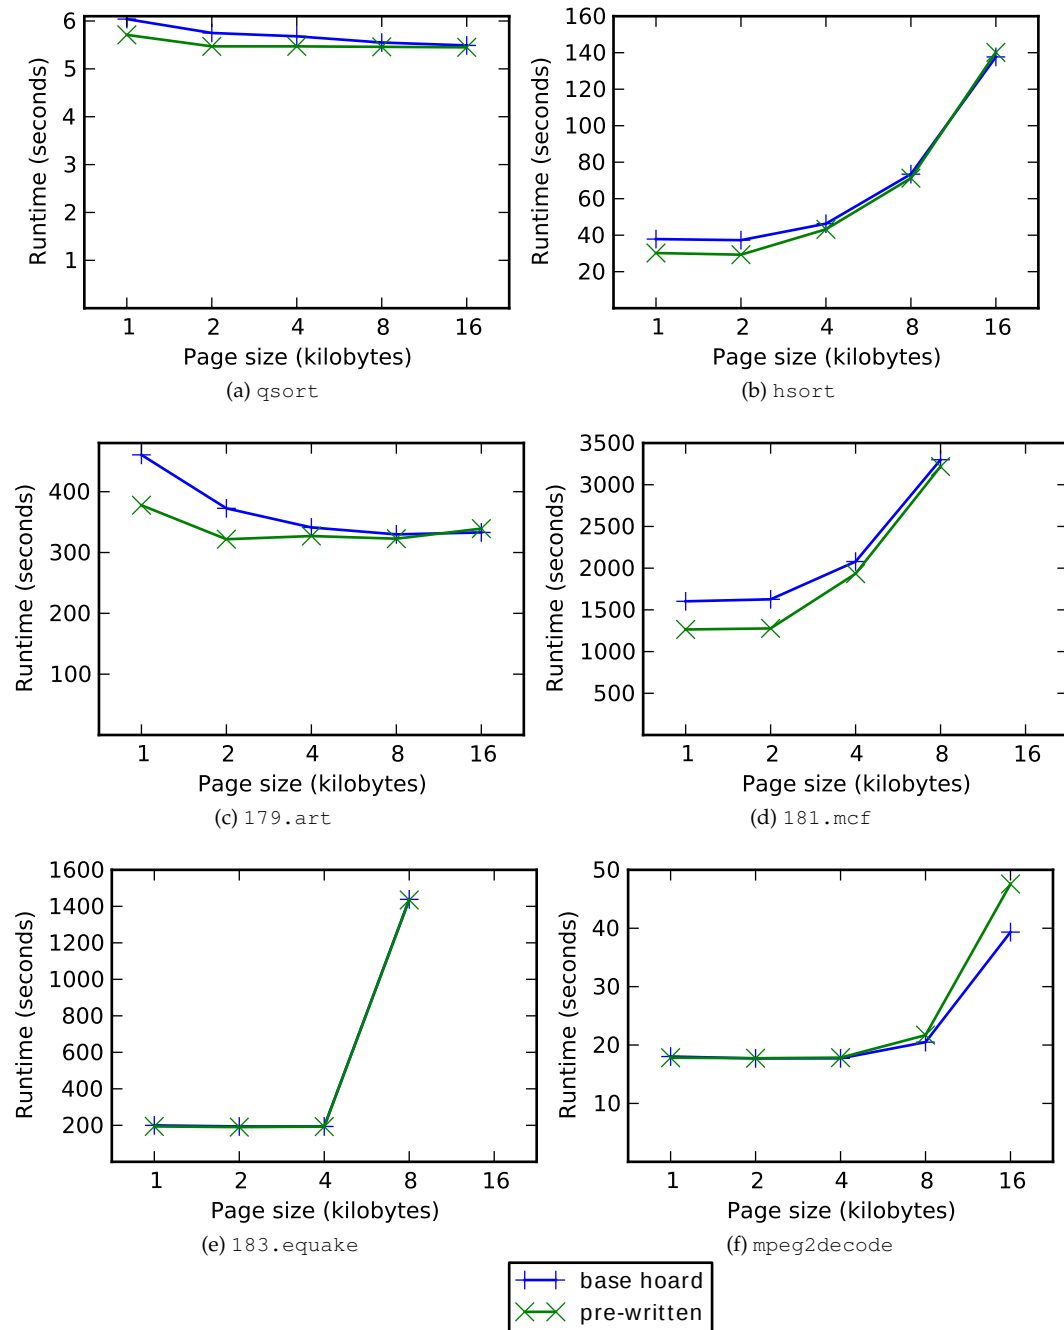 6
5
4
3
2
1
Runtime (seconds)
1 2 4 8 16
Page size (kilobytes)
(a) qsort
160
140
120
100
80
60
40
20
Runtime (seconds)
1 2 4 8 16
Page size (kilobytes)
(b) hsort
400
300
200
100
Runtime (seconds)
1 2 4 8 16
Page size (kilobytes)
(c) 179.art
3500
3000
2500
2000
1500
1000
500
Runtime (seconds)
1 2 4 8 16
Page size (kilobytes)
(d) 181.mcf
1600
1400
1200
1000
800
600
400
200
Runtime (seconds)
1 2 4 8 16
Page size (kilobytes)
(e) 183.equake
50
40
30
20
10
Runtime (seconds)
1 2 4 8 16
Page size (kilobytes)
(f) mpeg2decode
base hoard
pre-written